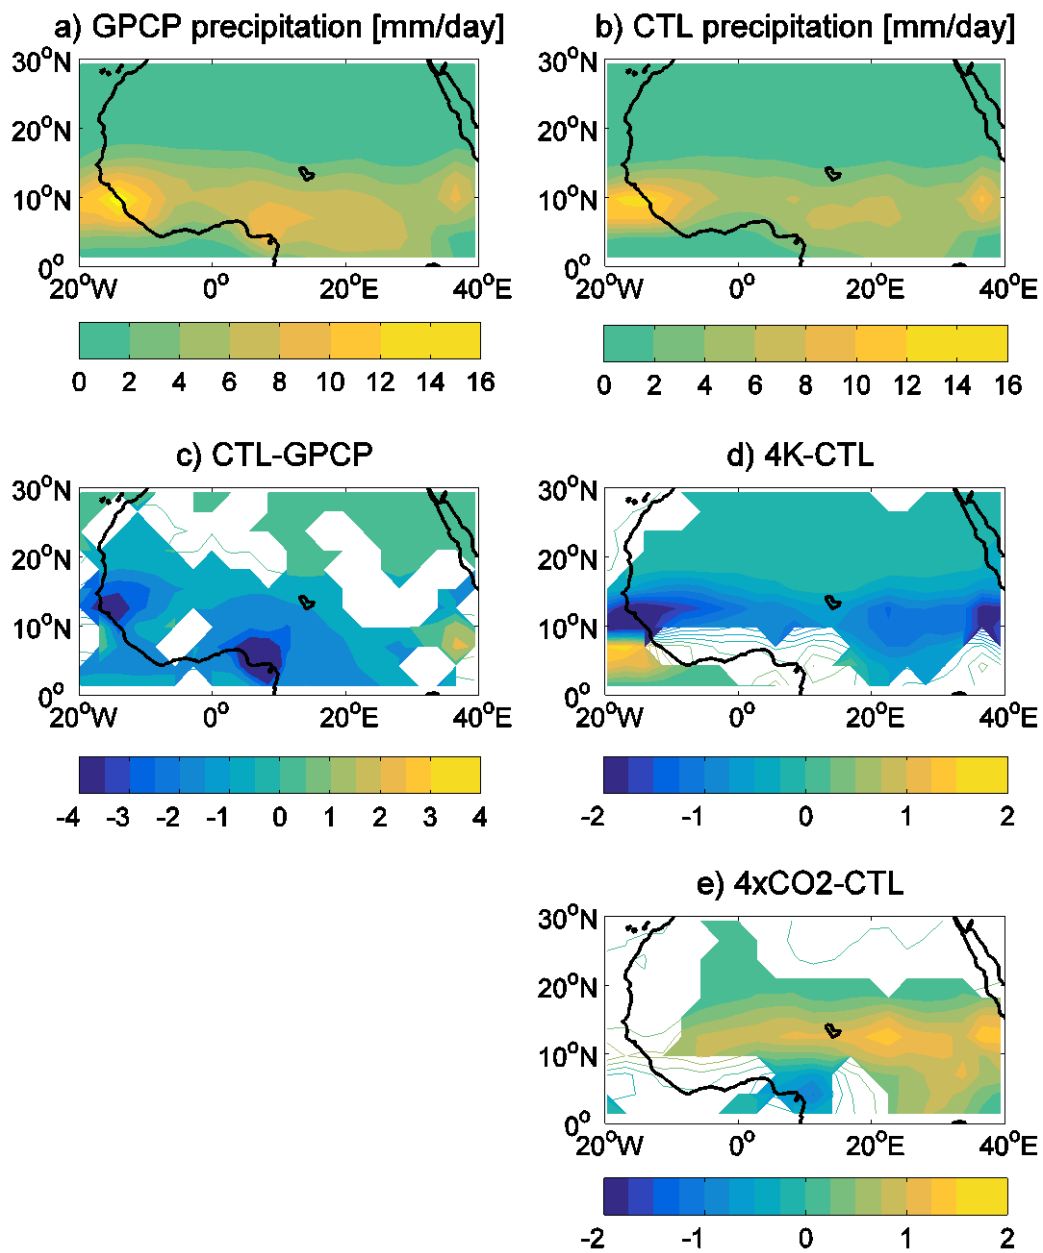 a) GPCP precipitation [mm/day]
b) CTL precipitation [mm/day]
30°N
20°N
10°N
0°
20°W 0° 20°E 40°E
30°N
20°N
10°N
0°
20°W 0° 20°E 40°E
0 2 4 6 8 10 12 14 16
0 2 4 6 8 10 12 14 16
c) CTL-GPCP
d) 4K-CTL
30°N
20°N
10°N
0°
20°W 0° 20°E 40°E
30°N
20°N
10°N
0°
20°W 0° 20°E 40°E
-4 -3 -2 -1 0 1 2 3 4
-2 -1 0 1 2
e) 4xCO2-CTL
30°N
20°N
10°N
0°
20°W 0° 20°E 40°E
-2 -1 0 1 2